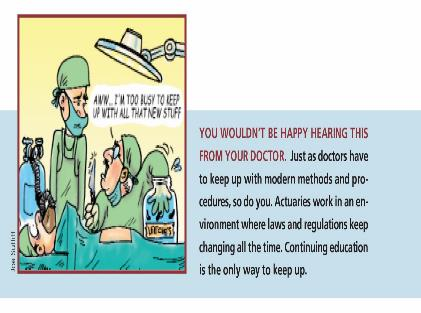 AWW... I'M TOO BUSY TO KEEP
UP WITH ALL THAT NEW STUFF
LEECHES
YOU WOULDN'T BE HAPPY HEARING THIS
FROM YOUR DOCTOR. Just as doctors have
to keep up with modern methods and pro-
cedures, so do you. Actuaries work in an en-
vironment where laws and regulations keep
changing all the time. Continuing education
is the only way to keep up.